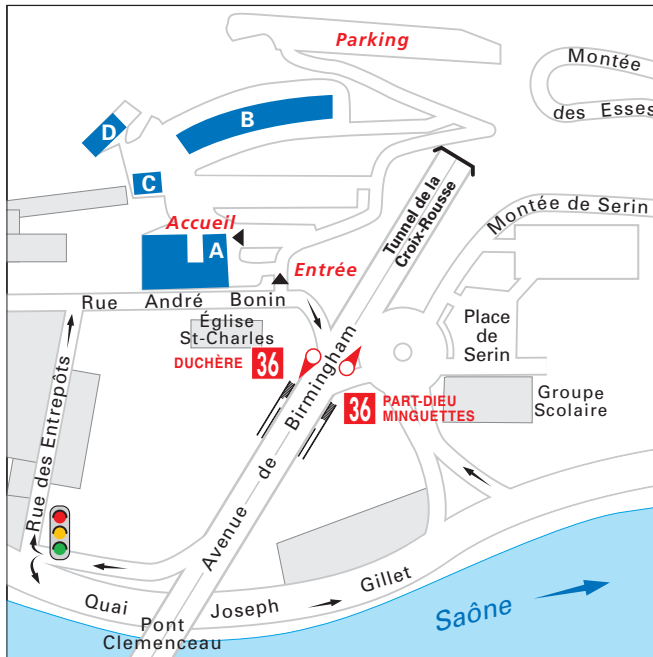 Parking
Montée
des Esses
B
D
C
Accueil
A
Tunnel de la
Croix-Rousse
Montée de Serin
Entrée
Rue André Bonin
Église
St-Charles
DUCHÈRE 36
Place
de
Serin
36 PART-DIEU
MINGUETTES
Groupe
Scolaire
Rue des Entrepôts
Avenue de Birmingham
Quai Joseph Gillet
Pont
Clemenceau
Saône